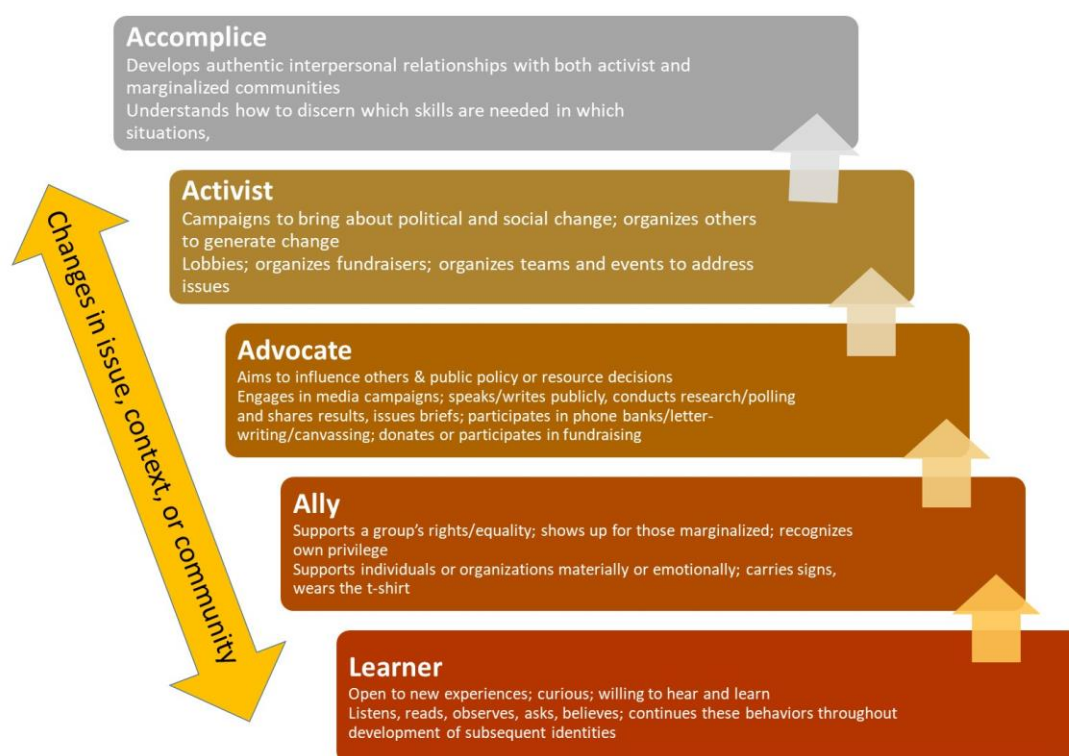 Accomplice
Develops authentic interpersonal relationships with both activist and
marginalized communities
Understands how to discern which skills are needed in which
situations,
Activist
Campaigns to bring about political and social change; organizes others
to generate change
Lobbies; organizes fundraisers; organizes teams and events to address
issues
Advocate
Aims to influence others & public policy or resource decisions
Engages in media campaigns; speaks/writes publicly, conducts research/polling
and shares results, issues briefs; participates in phone banks/letter-
writing/canvassing; donates or participates in fundraising
Ally
Supports a group's rights/equality; shows up for those marginalized; recognizes
own privilege
Supports individuals or organizations materially or emotionally; carries signs,
wears the t-shirt
Learner
Open to new experiences; curious; willing to hear and learn
Listens, reads, observes, asks, believes; continues these behaviors throughout
development of subsequent identities
Changes in issue, context, or community